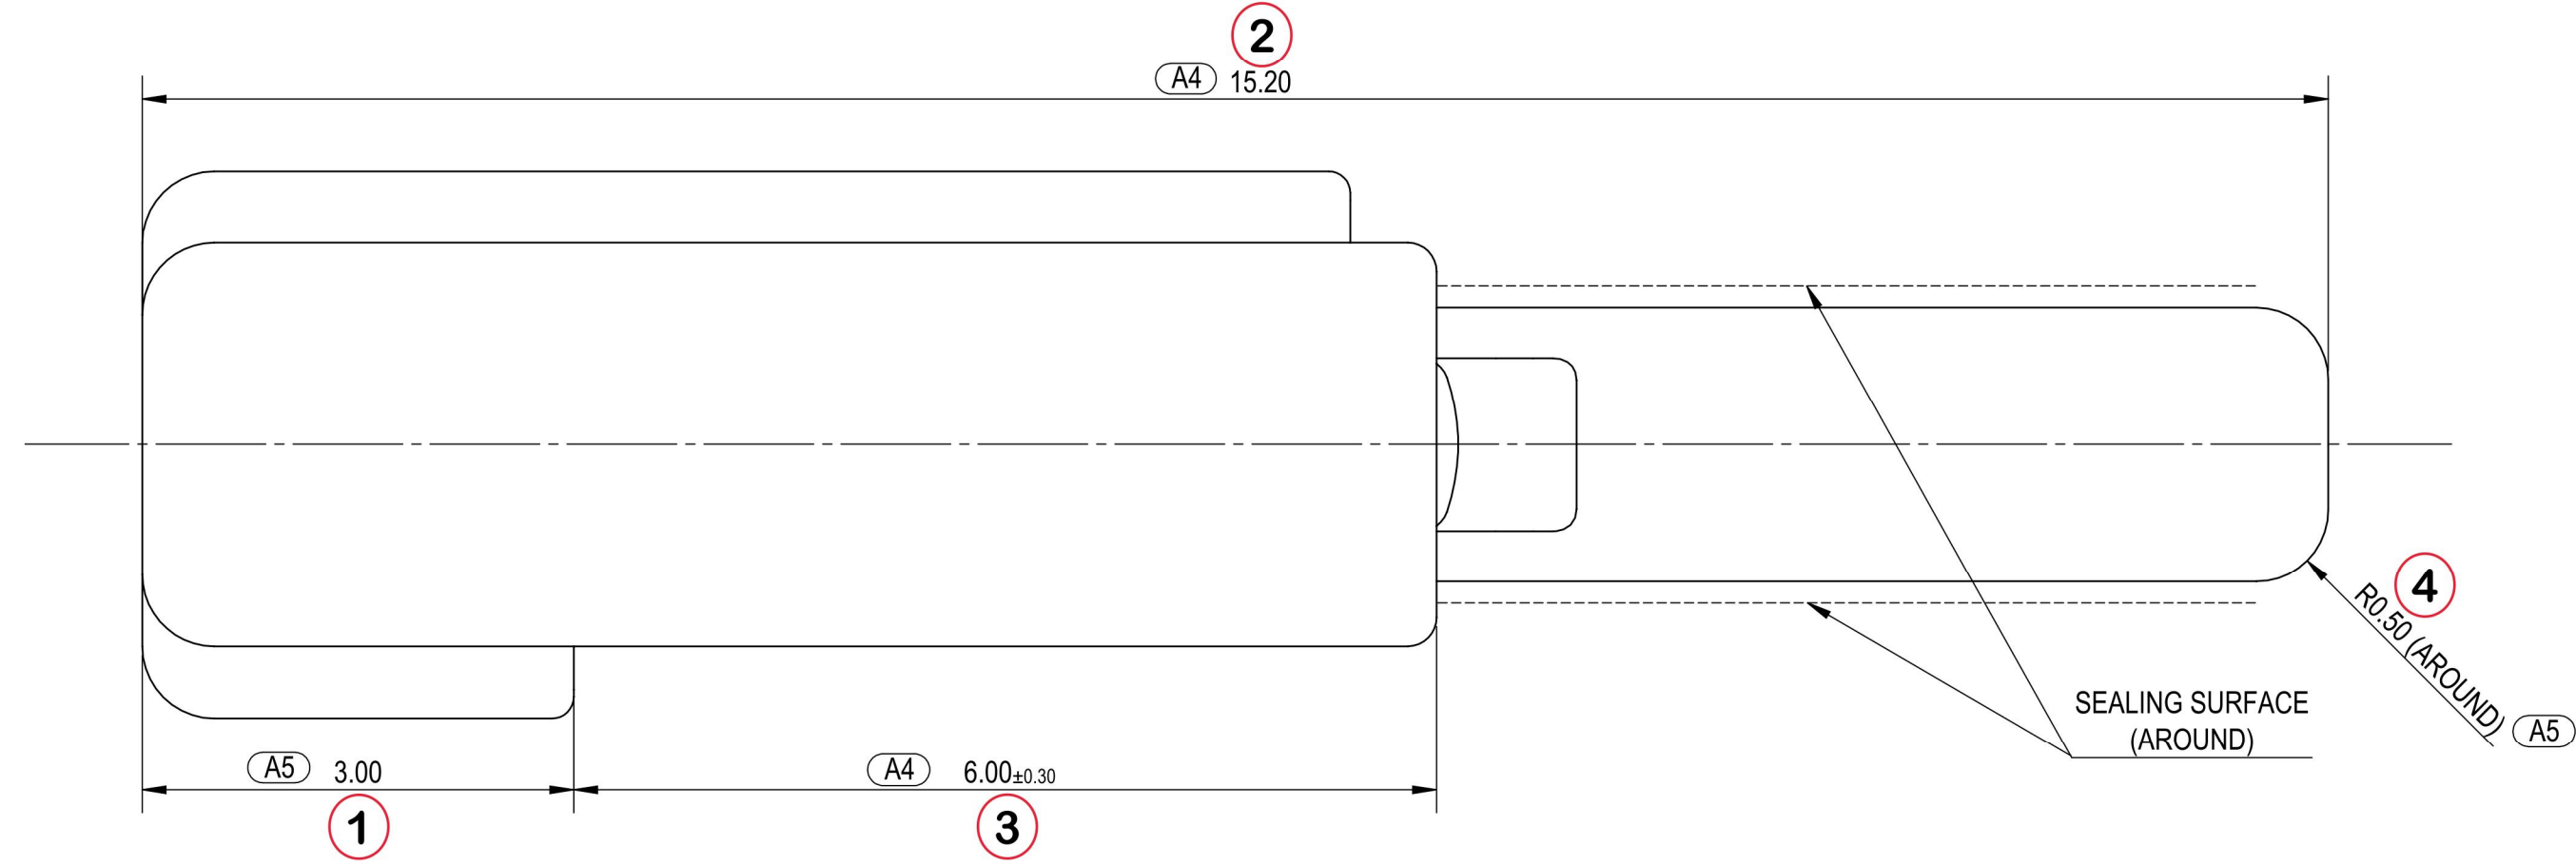 2
A4 15.20
4
R0.50 (AROUND) A5
SEALING SURFACE
(AROUND)
A5 3.00
A4 6.00±0.30
1
3